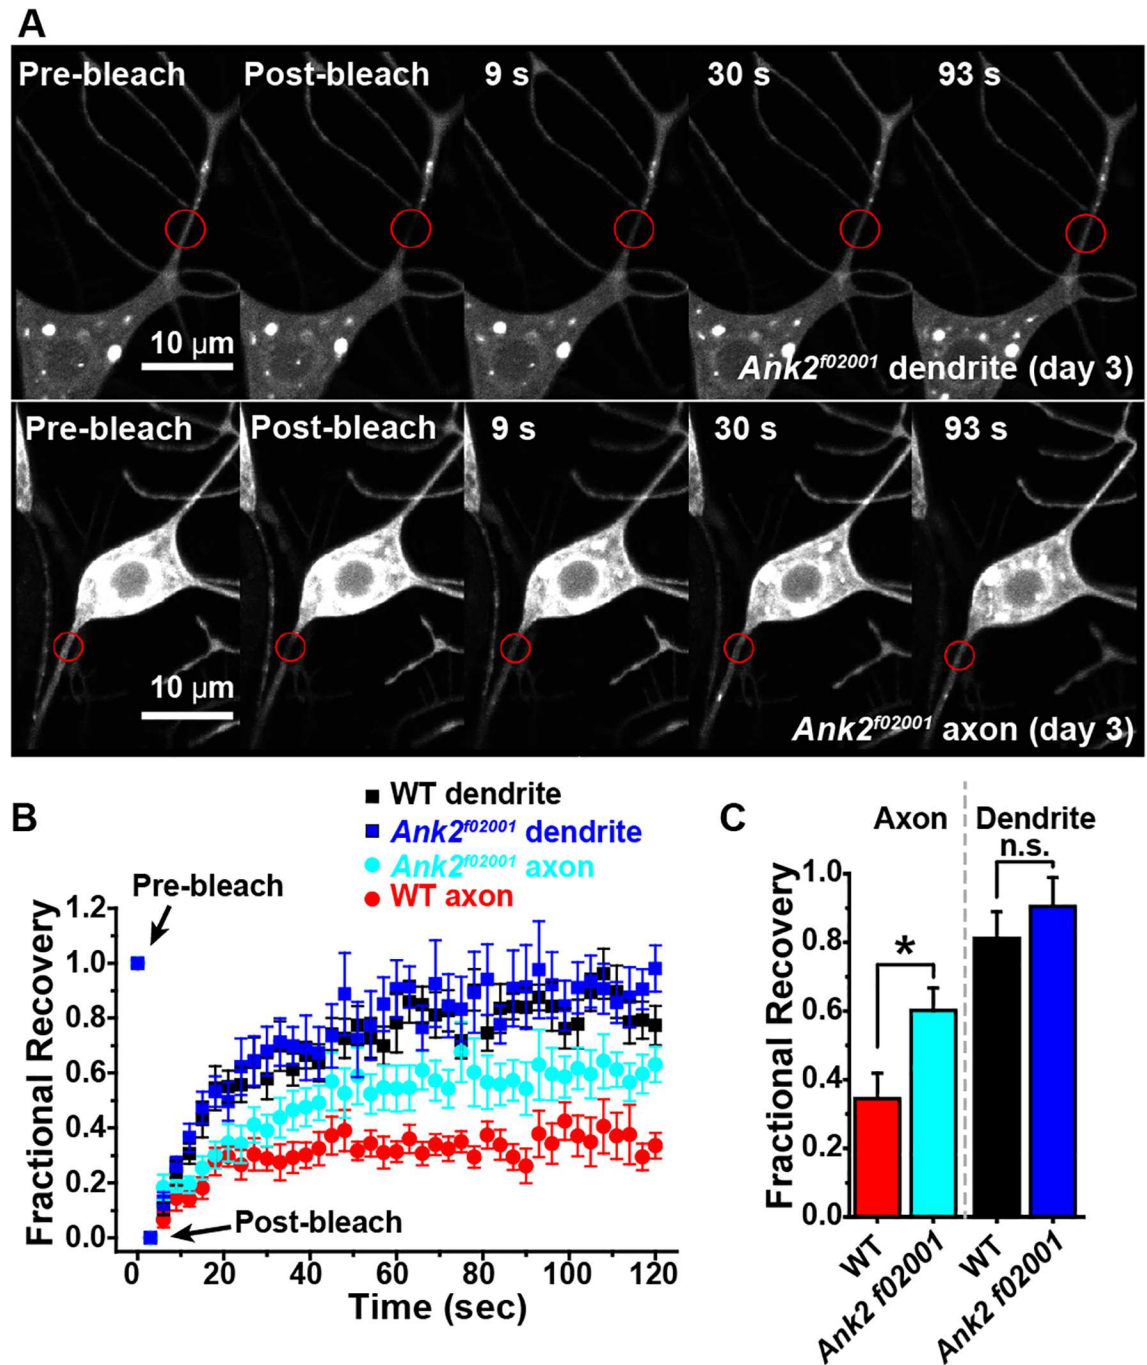 A
Pre-bleach Post-bleach 9 s 30 s 93 s
10 µm
Ank2f02001 dendrite (day 3)
Pre-bleach Post-bleach 9 s 30 s 93 s
10 µm
Ank2f02001 axon (day 3)
B
WT dendrite
Ank2f02001 dendrite
Ank2f02001 axon
WT axon
Pre-bleach
Fractional Recovery
1.2
1.0
0.8
0.6
0.4
0.2
0.0
Post-bleach
0 20 40 60 80 100 120
Time (sec)
C
Axon Dendrite
n.s.
*
Fractional Recovery
1.0
0.8
0.6
0.4
0.2
0.0
WT
Ank2 f02001
WT
Ank2 f02001